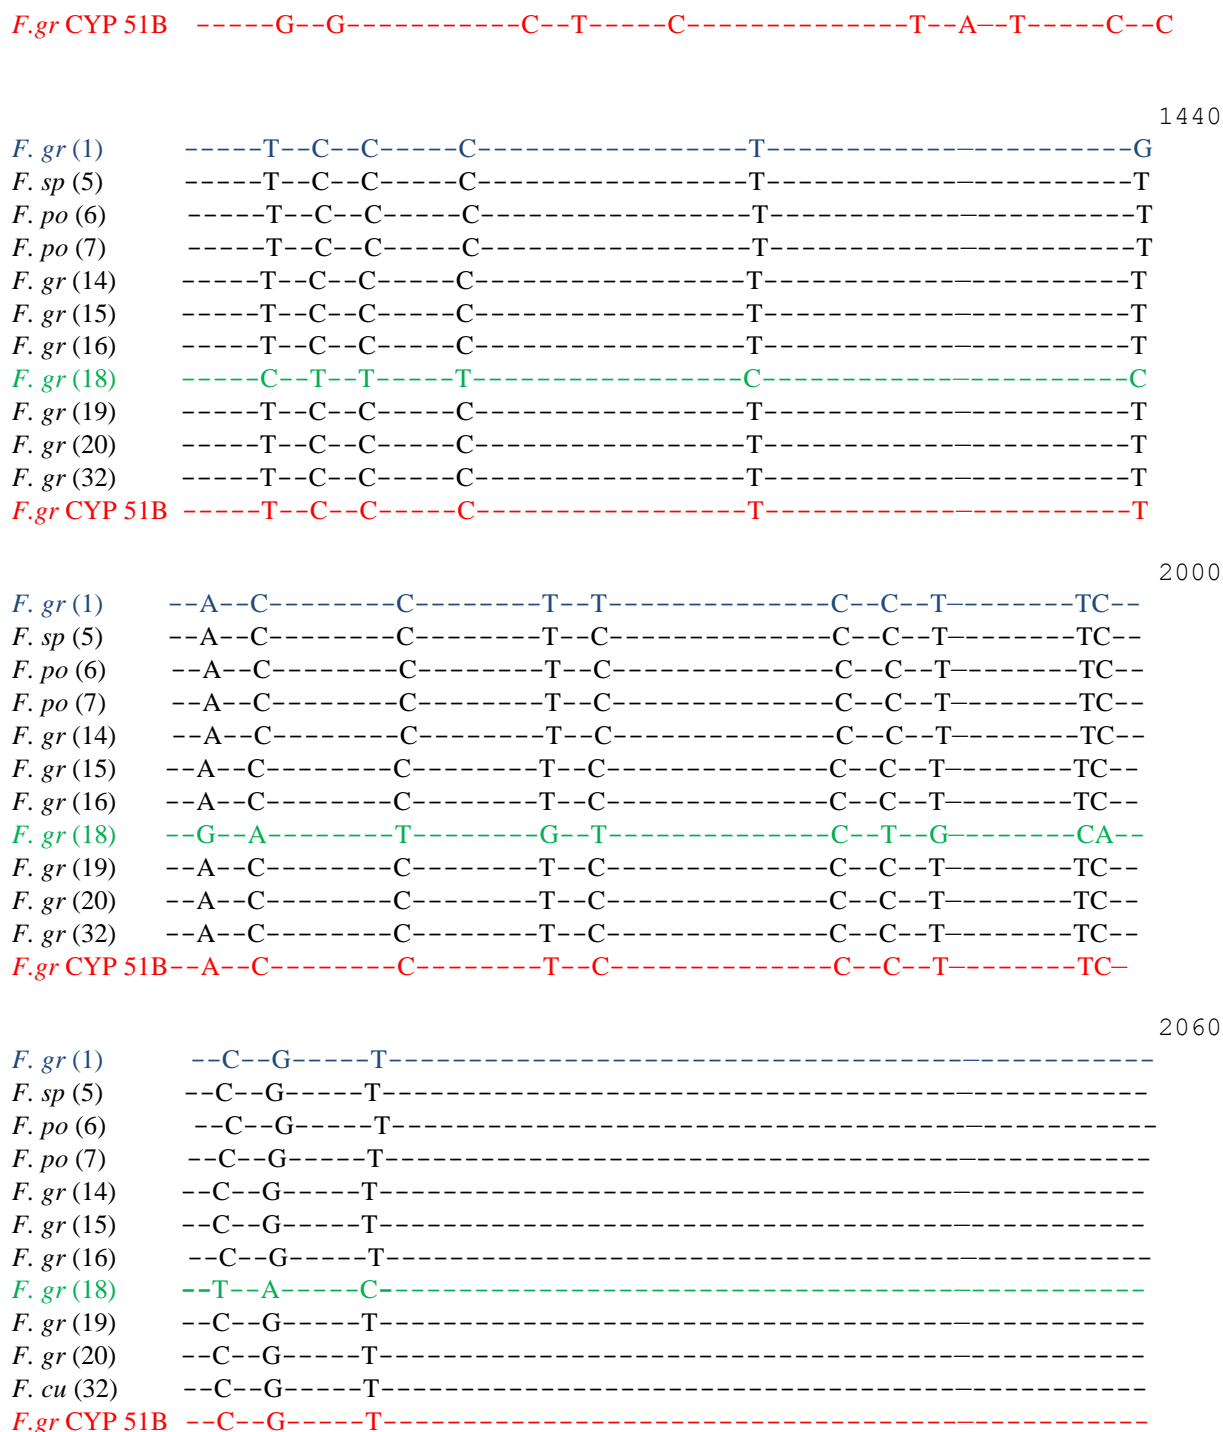 F.gr CYP 51B -----G--G-----------C--T-----C--------------T--A--T-----C--C
1440
F. gr (1) -----T--C--C-----C-----------------T-----------------------G
F. sp (5) -----T--C--C-----C-----------------T-----------------------T
F. po (6) -----T--C--C-----C-----------------T-----------------------T
F. po (7) -----T--C--C-----C-----------------T-----------------------T
F. gr (14) -----T--C--C-----C-----------------T-----------------------T
F. gr (15) -----T--C--C-----C-----------------T-----------------------T
F. gr (16) -----T--C--C-----C-----------------T-----------------------T
F. gr (18) -----C--T--T-----T-----------------C-----------------------C
F. gr (19) -----T--C--C-----C-----------------T-----------------------T
F. gr (20) -----T--C--C-----C-----------------T-----------------------T
F. gr (32) -----T--C--C-----C-----------------T-----------------------T
F.gr CYP 51B -----T--C--C-----C-----------------T-----------------------T
2000
F. gr (1) --A--C--------C--------T--T--------------C--C--T--------TC--
F. sp (5) --A--C--------C--------T--C--------------C--C--T--------TC--
F. po (6) --A--C--------C--------T--C--------------C--C--T--------TC--
F. po (7) --A--C--------C--------T--C--------------C--C--T--------TC--
F. gr (14) --A--C--------C--------T--C--------------C--C--T--------TC--
F. gr (15) --A--C--------C--------T--C--------------C--C--T--------TC--
F. gr (16) --A--C--------C--------T--C--------------C--C--T--------TC--
F. gr (18) --G--A--------T--------G--T--------------C--T--G--------CA--
F. gr (19) --A--C--------C--------T--C--------------C--C--T--------TC--
F. gr (20) --A--C--------C--------T--C--------------C--C--T--------TC--
F. gr (32) --A--C--------C--------T--C--------------C--C--T--------TC--
F.gr CYP 51B--A--C--------C--------T--C--------------C--C--T--------TC–
2060
F. gr (1) --C--G-----T------------------------------------------------
F. sp (5) --C--G-----T------------------------------------------------
F. po (6) --C--G-----T------------------------------------------------
F. po (7) --C--G-----T------------------------------------------------
F. gr (14) --C--G-----T------------------------------------------------
F. gr (15) --C--G-----T------------------------------------------------
F. gr (16) --C--G-----T------------------------------------------------
F. gr (18) --T--A-----C------------------------------------------------
F. gr (19) --C--G-----T------------------------------------------------
F. gr (20) --C--G-----T------------------------------------------------
F. cu (32) --C--G-----T------------------------------------------------
F.gr CYP 51B --C--G-----T------------------------------------------------